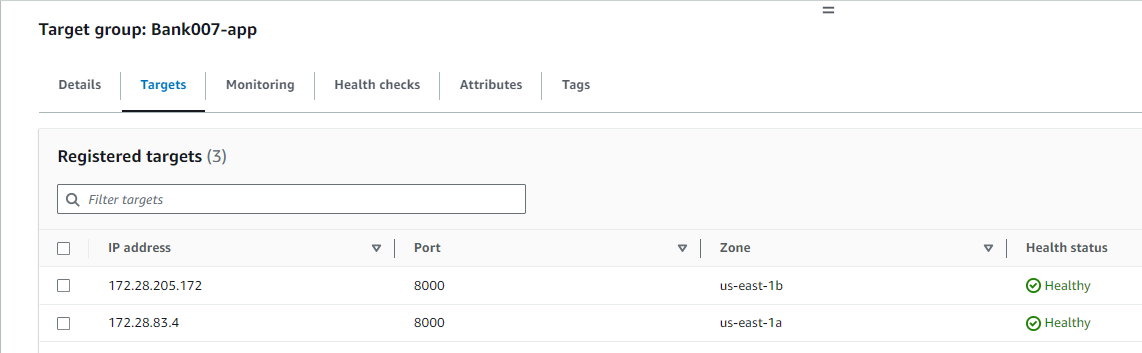 Target group: Bank007-app
Details Targets Monitoring Health checks Attributes Tags
Registered targets (3)
Filter targets
IP address Port Zone Health status
172.28.205.172 8000 us-east-1b Healthy
172.28.83.4 8000 us-east-1a Healthy